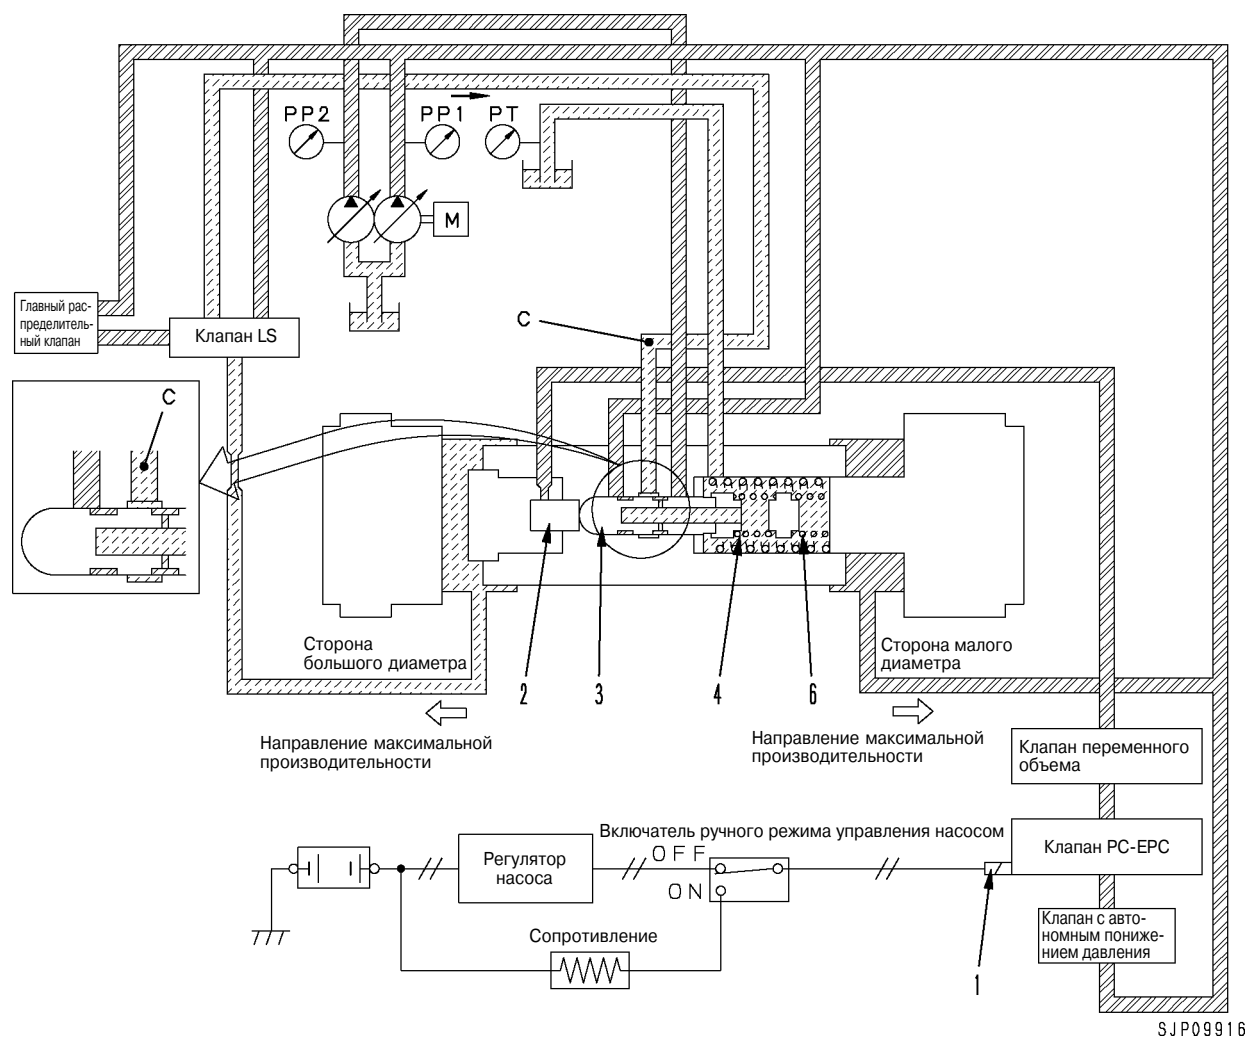 PP2
PP1
PT
M
Главный рас-
пределитель-
ный клапан
Клапан LS
C
C
Сторона
большого диаметра
Сторона малого
диаметра
2
3
4
6
Направление максимальной
производительности
Направление максимальной
производительности
Клапан переменного
объема
Включатель ручного режима управления насосом
OFF
ON
Регулятор
насоса
Клапан PC-EPC
Клапан с авто-
номным пониже-
нием давления
Сопротивление
1
SJP09916